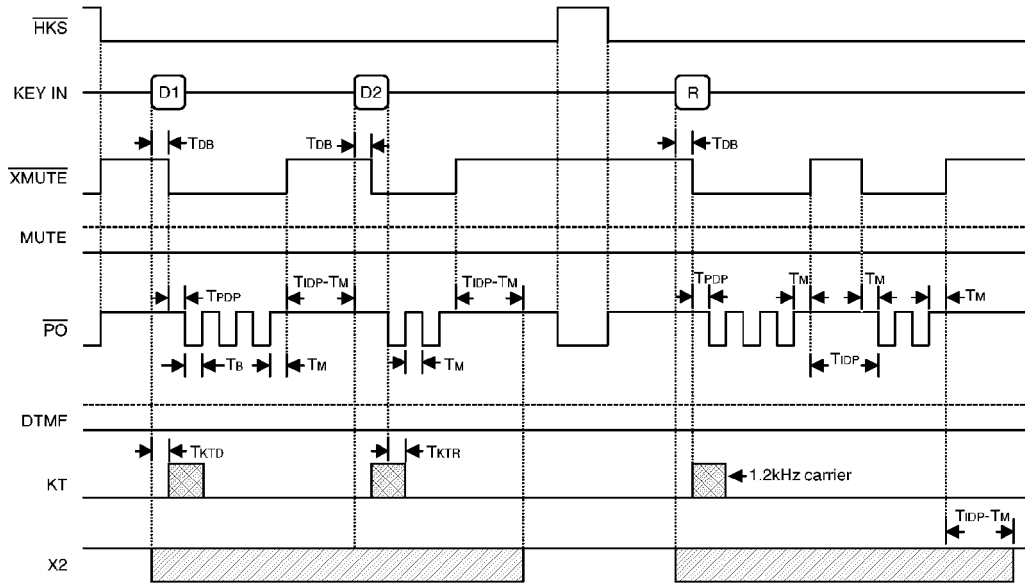 HKS
KEY IN D1 D2 R
TDB TDB TDB
XMUTE
MUTE
TPDP TIDP-TM TIDP-TM TPDP TM TM TM
PO
TB TM TM TIDP
DTMF
TKTD TKTR
KT 1.2kHz carrier
TIDP-TM
X2